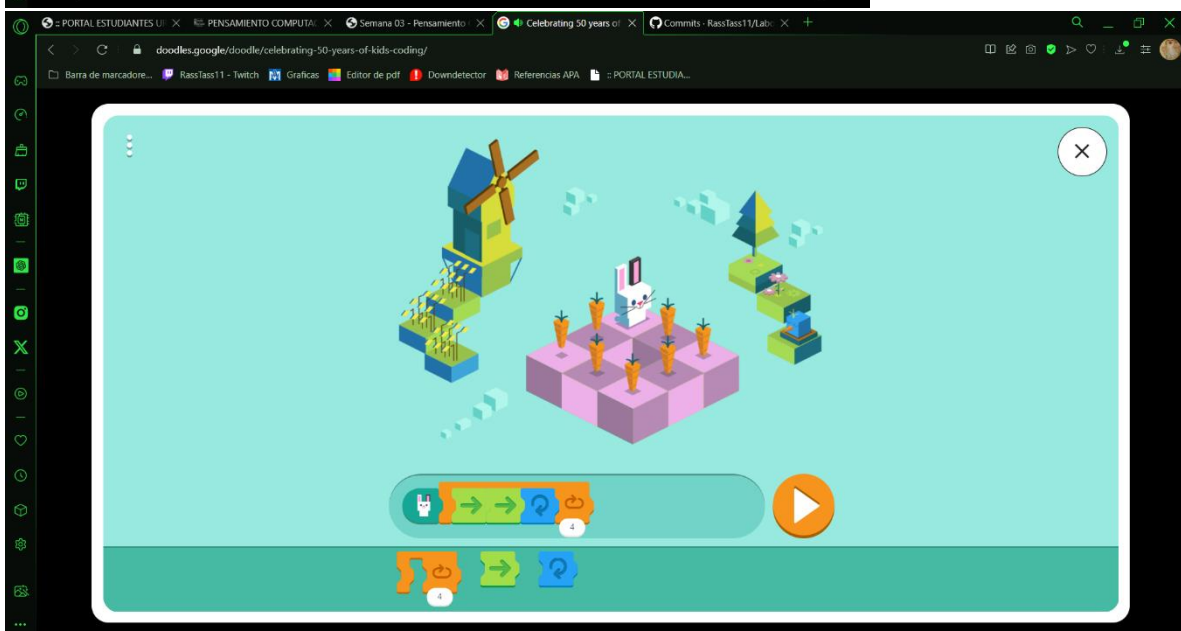 :: PORTAL ESTUDIANTES U
PENSAMIENTO COMPUTA
Semana 03 - Pensamiento
Celebrating 50 years of
Commits · RassTass11/Lab
doodles.google/doodle/celebrating-50-years-of-kids-coding/
Barra de marcadore...
RassTass11 - Twitch
Graficas
Editor de pdf
Downdetector
Referencias APA
:: PORTAL ESTUDIA...
4
4